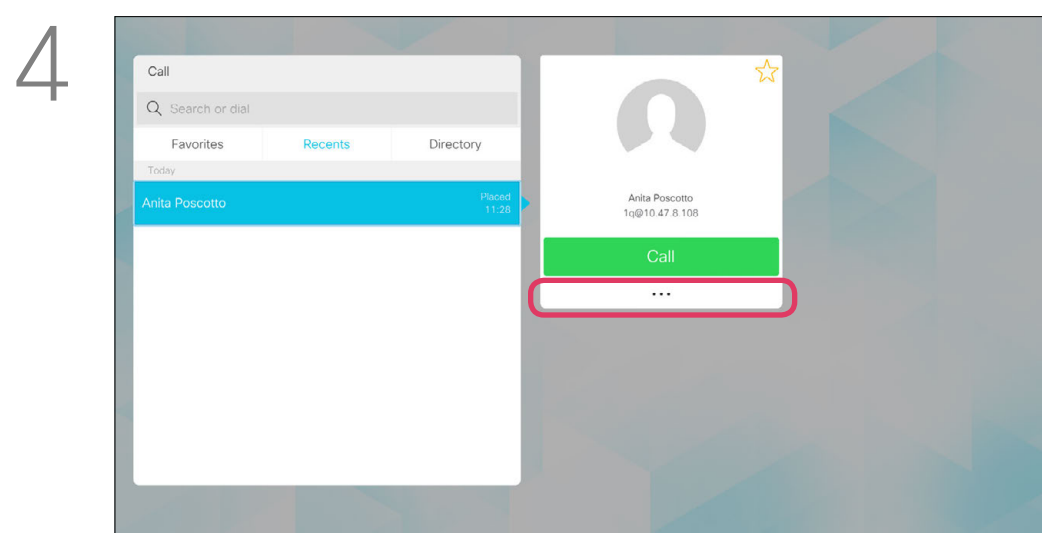 4
Call
Search or dial
Favorites Recents Directory
Today
Anita Poscotto Placed
11:28
Anita Poscotto
1q@10.47.8.108
Call
...